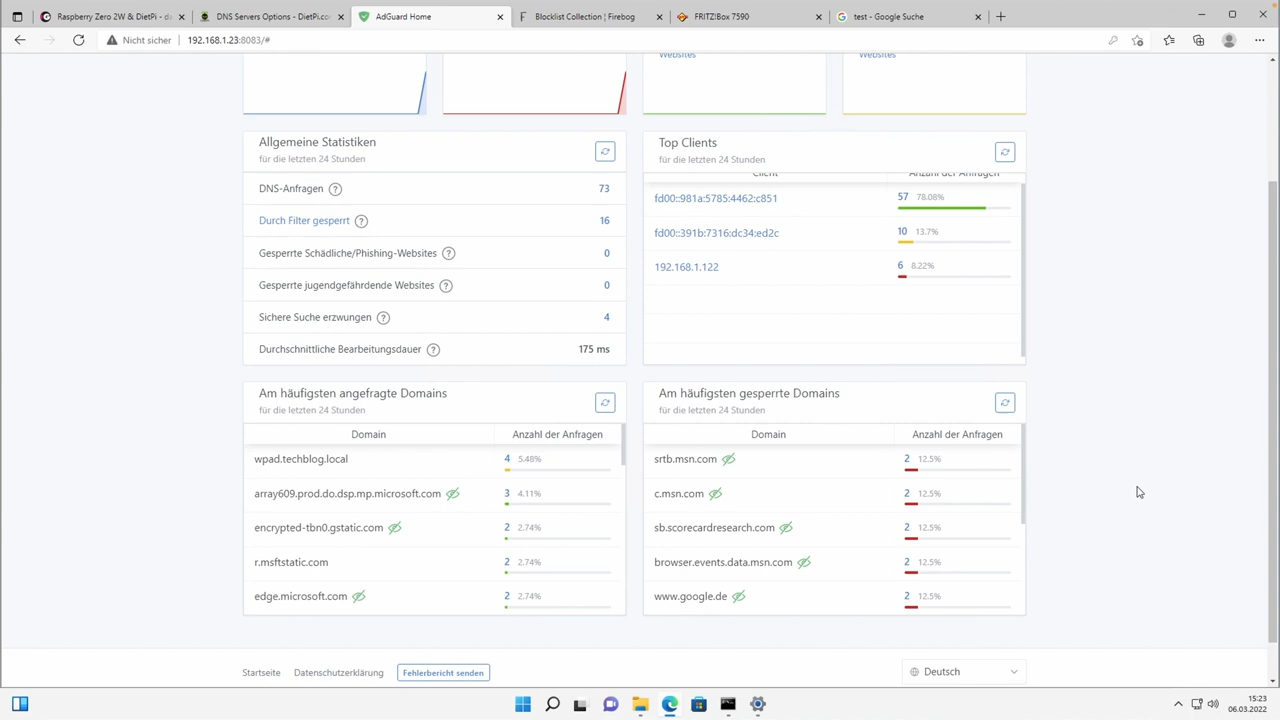 Raspberry Zero 2W & DietPi - da
DNS Servers Options - DietPi.co
AdGuard Home
Blocklist Collection | Firebog
FRITZ!Box 7590
test - Google Suche
Nicht sicher
192.168.1.23:8083/#
Websites
Websites
Allgemeine Statistiken
für die letzten 24 Stunden
DNS-Anfragen ? 73
Durch Filter gesperrt ? 16
Gesperrte Schädliche/Phishing-Websites ? 0
Gesperrte jugendgefährdende Websites ? 0
Sichere Suche erzwungen ? 4
Durchschnittliche Bearbeitungsdauer ? 175 ms
Top Clients
für die letzten 24 Stunden
Client Anzahl der Anfragen
fd00::981a:5785:4462:c851 57 78.08%
fd00::391b:7316:dc34:ed2c 10 13.7%
192.168.1.122 6 8.22%
Am häufigsten angefragte Domains
für die letzten 24 Stunden
Domain Anzahl der Anfragen
wpad.techblog.local 4 5.48%
array609.prod.do.dsp.mp.microsoft.com 3 4.11%
encrypted-tbn0.gstatic.com 2 2.74%
r.msftstatic.com 2 2.74%
edge.microsoft.com 2 2.74%
Am häufigsten gesperrte Domains
für die letzten 24 Stunden
Domain Anzahl der Anfragen
srtb.msn.com 2 12.5%
c.msn.com 2 12.5%
sb.scorecardresearch.com 2 12.5%
browser.events.data.msn.com 2 12.5%
www.google.de 2 12.5%
Startseite Datenschutzerklärung Fehlerbericht senden
Deutsch
15:23
06.03.2022